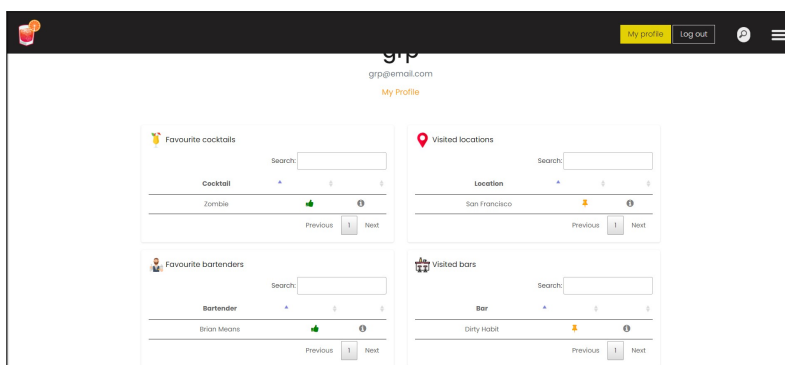 My profile
Log out
grp
grp@email.com
My Profile
Favourite cocktails
Search:
Cocktail
Zombie
Previous 1 Next
Visited locations
Search:
Location
San Francisco
Previous 1 Next
Favourite bartenders
Search:
Bartender
Brian Means
Previous 1 Next
Visited bars
Search:
Bar
Dirty Habit
Previous 1 Next